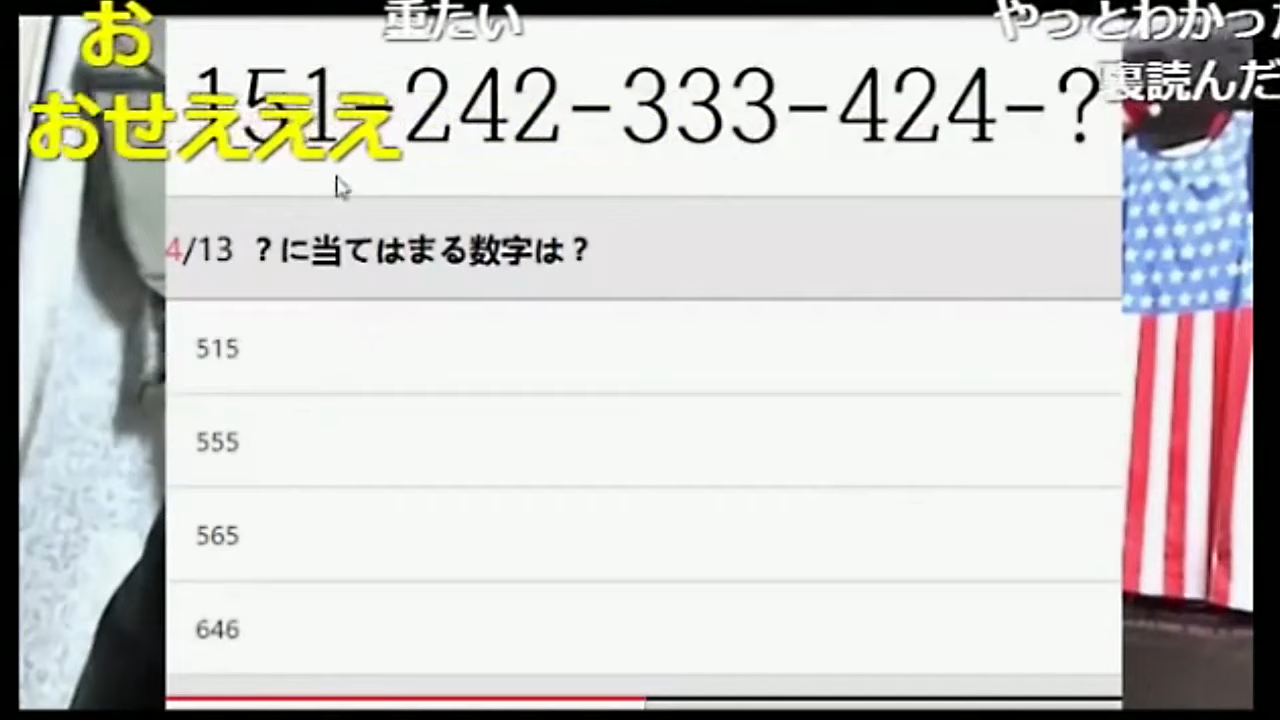 お
重たい
やっとわかった
裏読んだ
おせえええ
151-242-333-424-?
4/13 ?に当てはまる数字は?
515
555
565
646